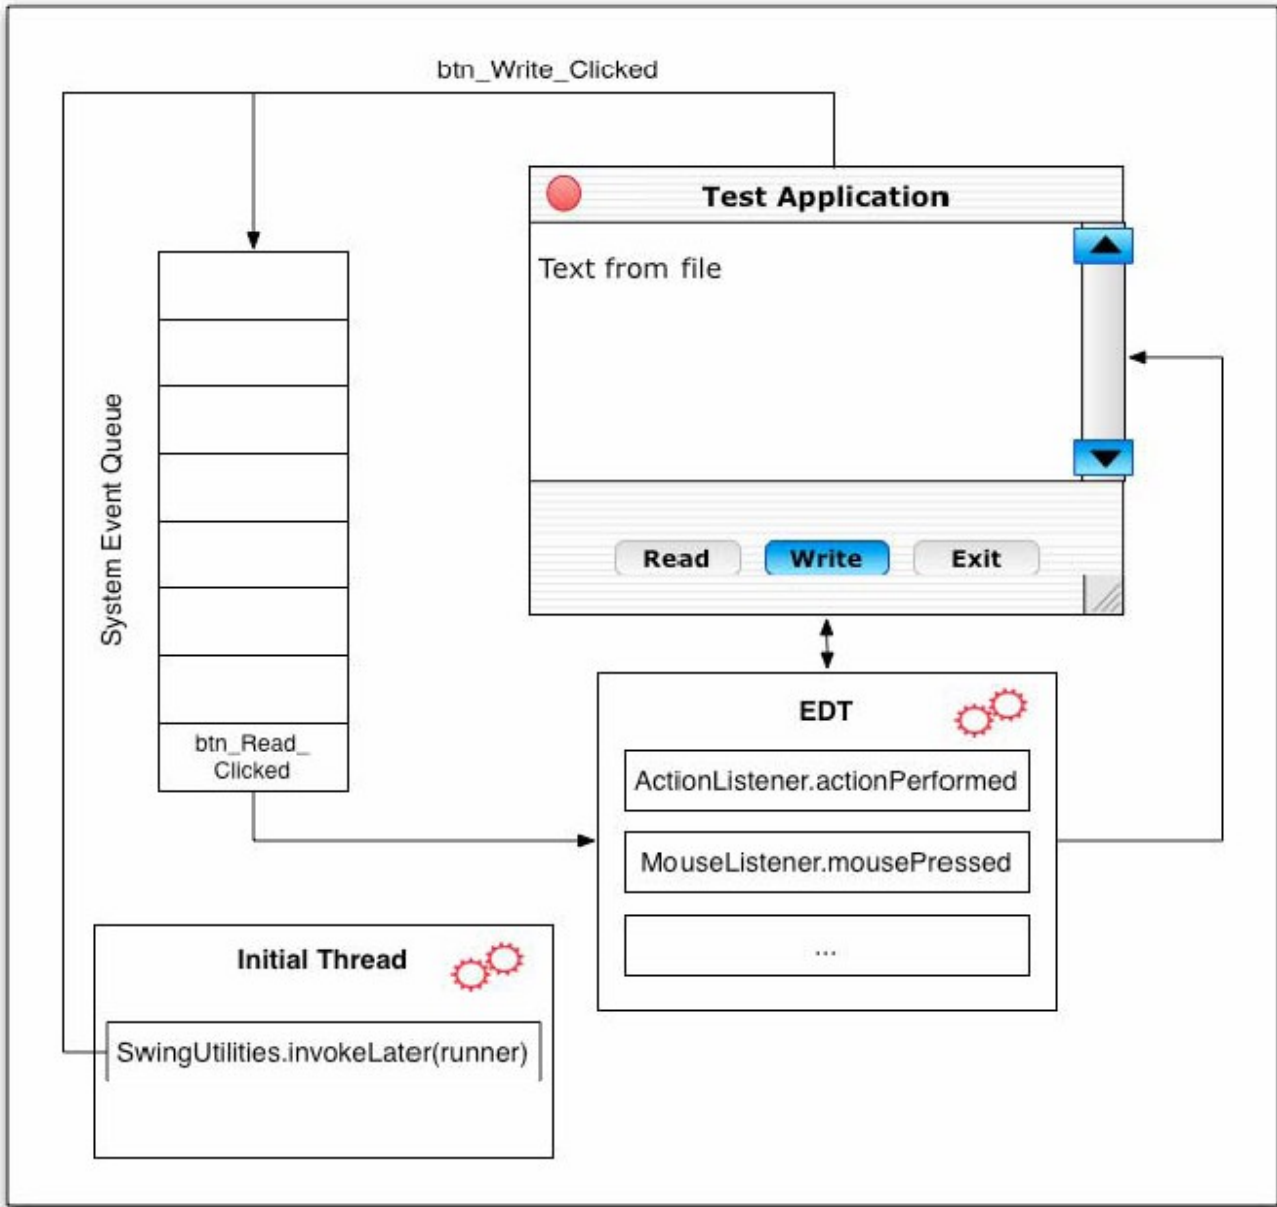 btn_Write_Clicked
Test Application
Text from file
System Event Queue
Read
Write
Exit
btn_Read_
Clicked
EDT
ActionListener.actionPerformed
MouseListener.mousePressed
...
Initial Thread
SwingUtilities.invokeLater(runner)